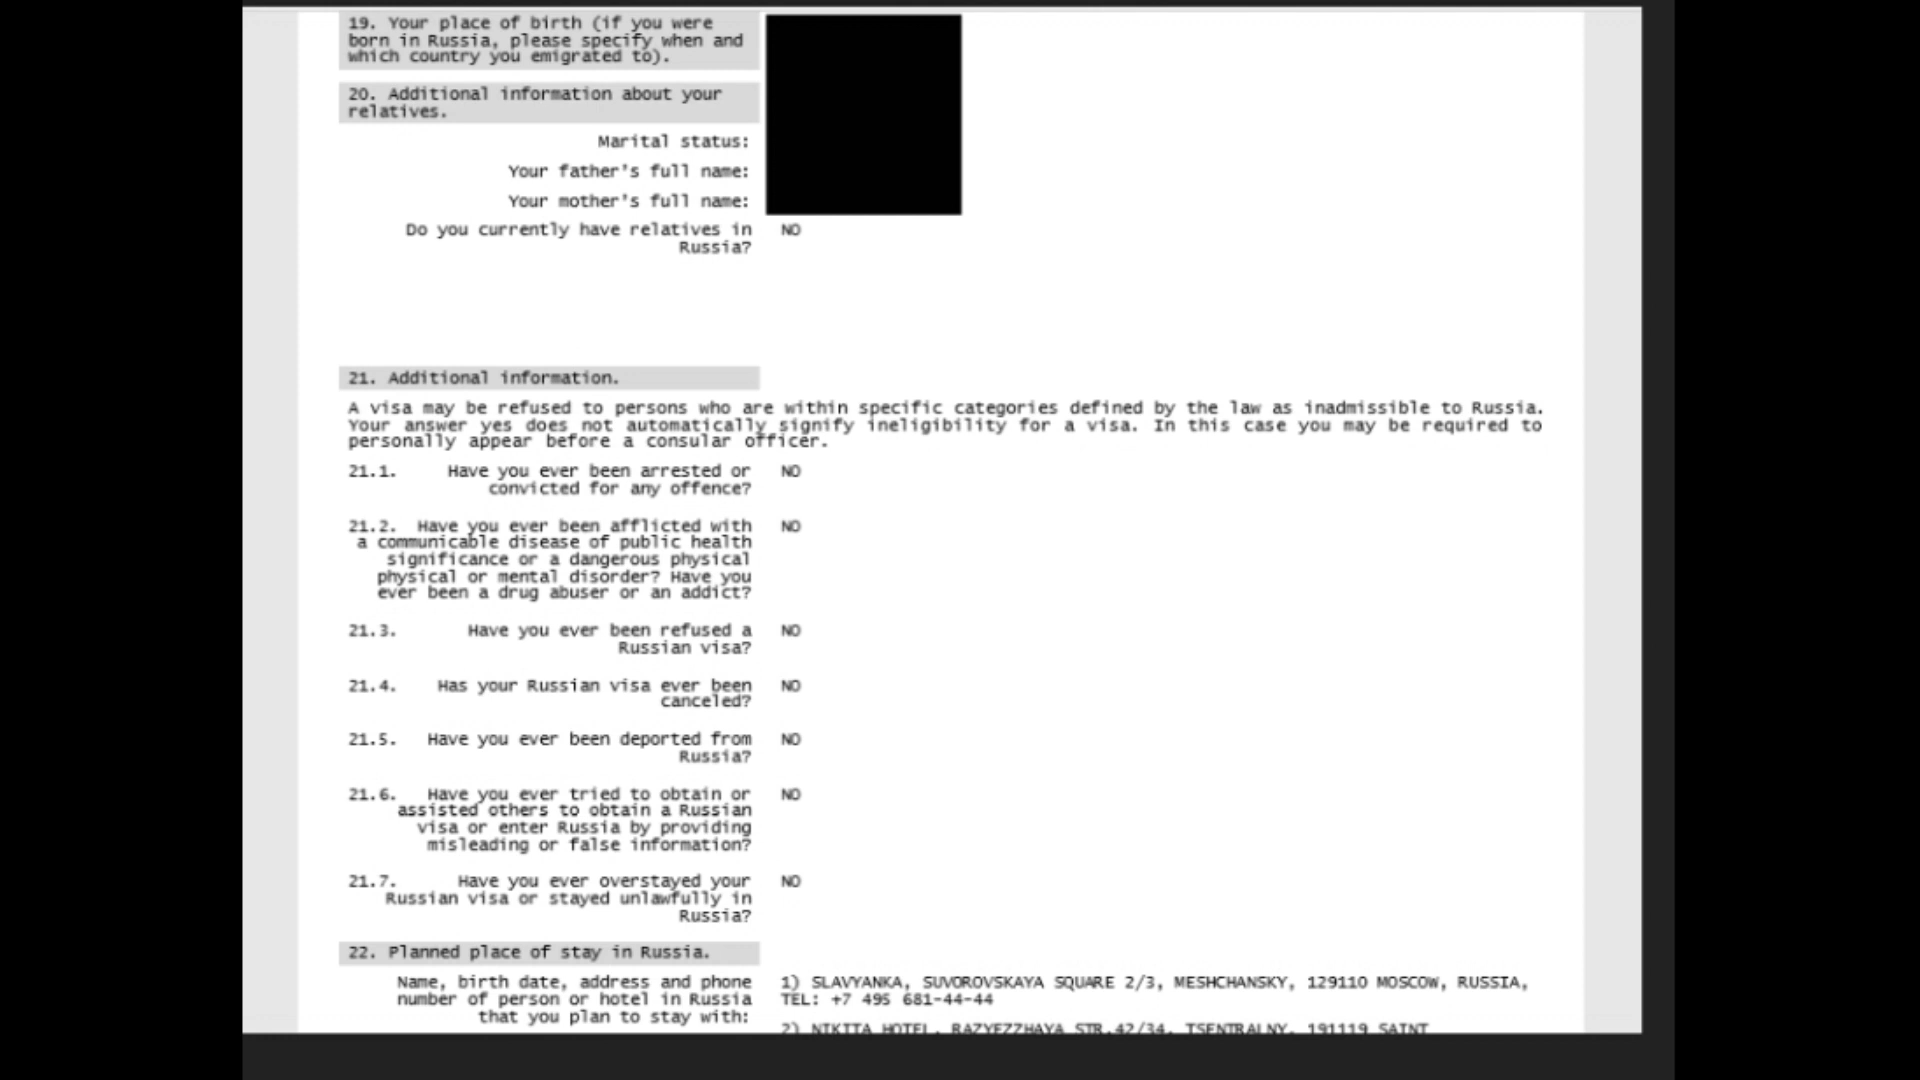 19. Your place of birth (if you were
born in Russia, please specify when and
which country you emigrated to).
20. Additional information about your
relatives.
Marital status:
Your father's full name:
Your mother's full name:
Do you currently have relatives in NO
Russia?
21. Additional information.
A visa may be refused to persons who are within specific categories defined by the law as inadmissible to Russia.
Your answer yes does not automatically signify ineligibility for a visa. In this case you may be required to
personally appear before a consular officer.
21.1. Have you ever been arrested or NO
convicted for any offence?
21.2. Have you ever been afflicted with NO
a communicable disease of public health
significance or a dangerous physical
physical or mental disorder? Have you
ever been a drug abuser or an addict?
21.3. Have you ever been refused a NO
Russian visa?
21.4. Has your Russian visa ever been NO
canceled?
21.5. Have you ever been deported from NO
Russia?
21.6. Have you ever tried to obtain or NO
assisted others to obtain a Russian
visa or enter Russia by providing
misleading or false information?
21.7. Have you ever overstayed your NO
Russian visa or stayed unlawfully in
Russia?
22. Planned place of stay in Russia.
Name, birth date, address and phone 1) SLAVYANKA, SUVOROVSKAYA SQUARE 2/3, MESHCHANSKY, 129110 MOSCOW, RUSSIA,
number of person or hotel in Russia TEL: +7 495 681-44-44
that you plan to stay with:
2) NIKITA HOTEL, RAZYEZZHAYA STR.42/34, TSENTRALNY, 191119 SAINT